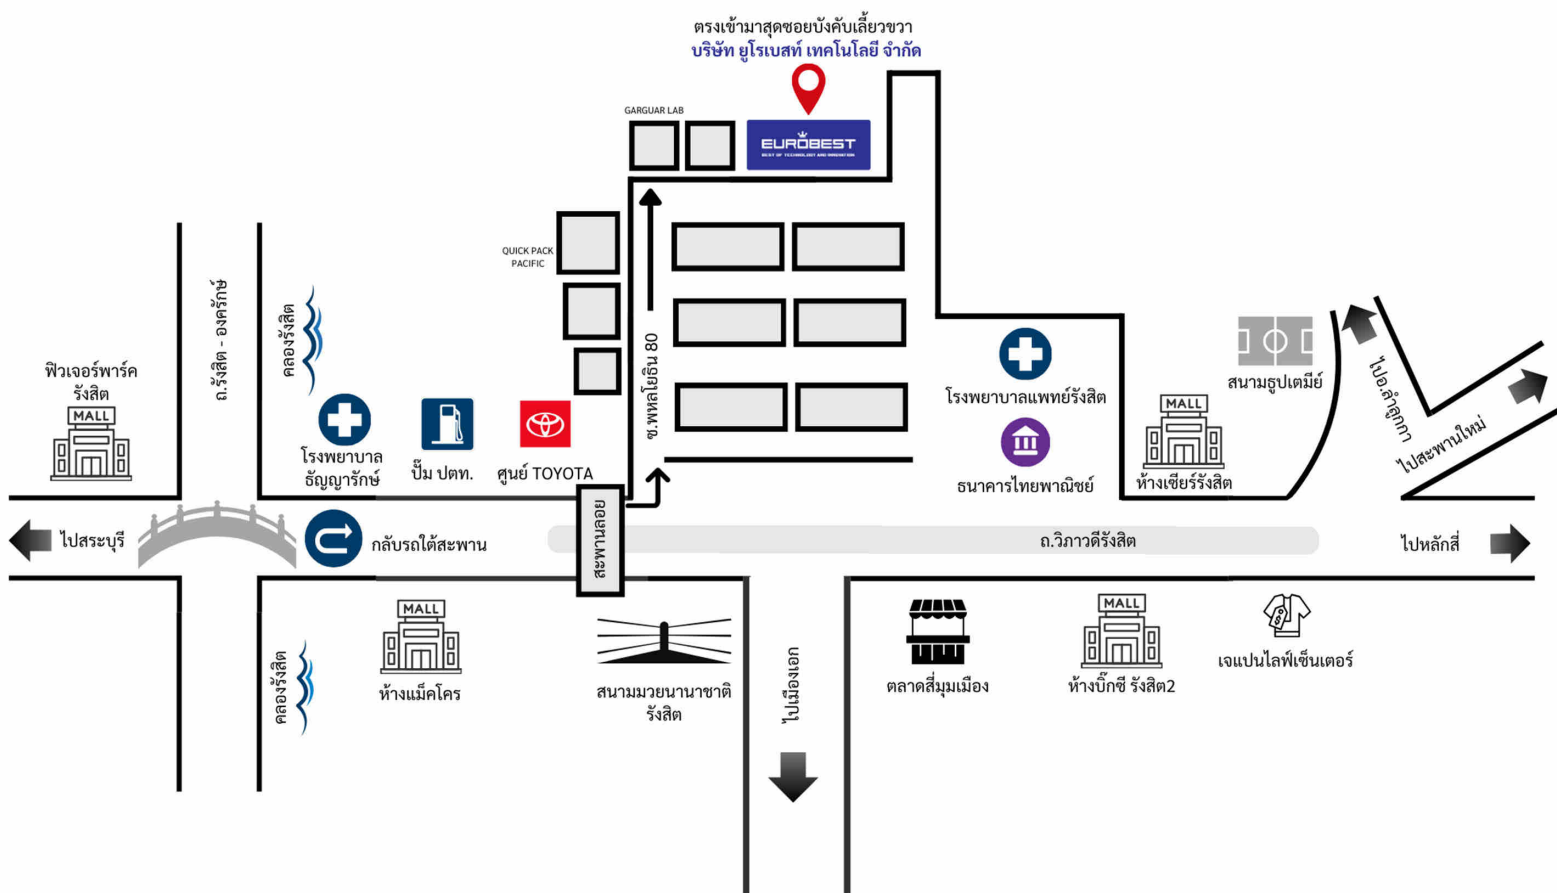 ตรงเข้ามาสุดซอยบังคับเลี้ยวขวา
บริษัท ยูโรเบสท์ เทคโนโลยี จำกัด
GARGUAR LAB
EUROBEST
BEST OF TECHNOLOGY AND INNOVATION
QUICK PACK
PACIFIC
ถ.รังสิต - องครักษ์
คลองรังสิต
ซ.พหลโยธิน 80
ฟิวเจอร์พาร์ค
รังสิต
MALL
โรงพยาบาล
ธัญญารักษ์
ปั๊ม ปตท.
ศูนย์ TOYOTA
โรงพยาบาลแพทย์รังสิต
ธนาคารไทยพาณิชย์
MALL
ห้างเซียร์รังสิต
สนามธูปเตมีย์
ไปอ.ลำลูกกา
ไปสะพานใหม่
ไปสระบุรี
กลับรถใต้สะพาน
สะพานลอย
ถ.วิภาวดีรังสิต
ไปหลักสี่
คลองรังสิต
MALL
ห้างแม็คโคร
สนามมวยนานาชาติ
รังสิต
ไปเมืองเอก
ตลาดสี่มุมเมือง
MALL
ห้างบิ๊กซี รังสิต2
เจแปนไลฟ์เซ็นเตอร์